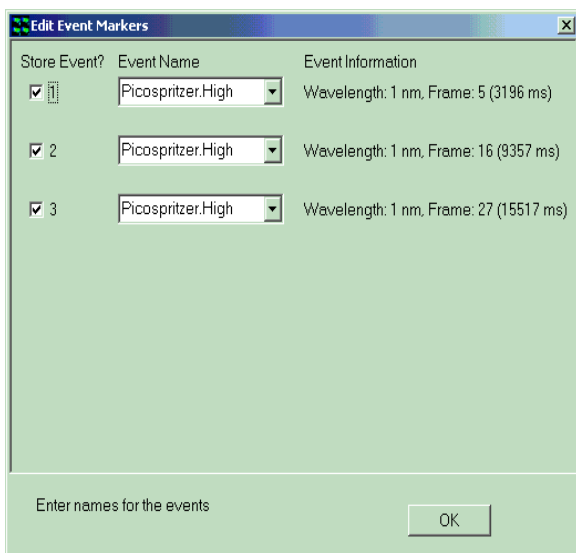 Edit Event Markers
Store Event? Event Name Event Information
1 Picospritzer.High Wavelength: 1 nm, Frame: 5 (3196 ms)
2 Picospritzer.High Wavelength: 1 nm, Frame: 16 (9357 ms)
3 Picospritzer.High Wavelength: 1 nm, Frame: 27 (15517 ms)
Enter names for the events
OK